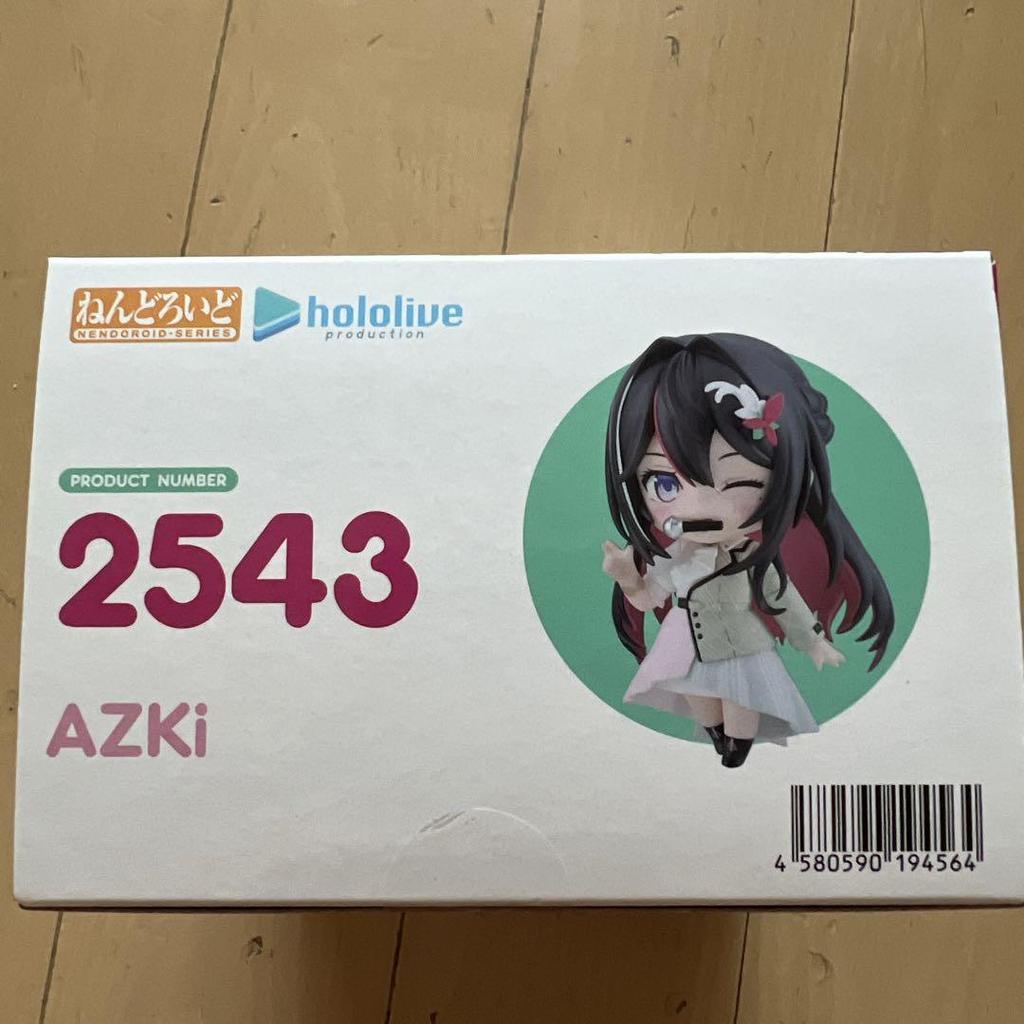 ねんどろいど
NENDOROID-SERIES
hololive
production
PRODUCT NUMBER
2543
AZKi
4 580590 194564